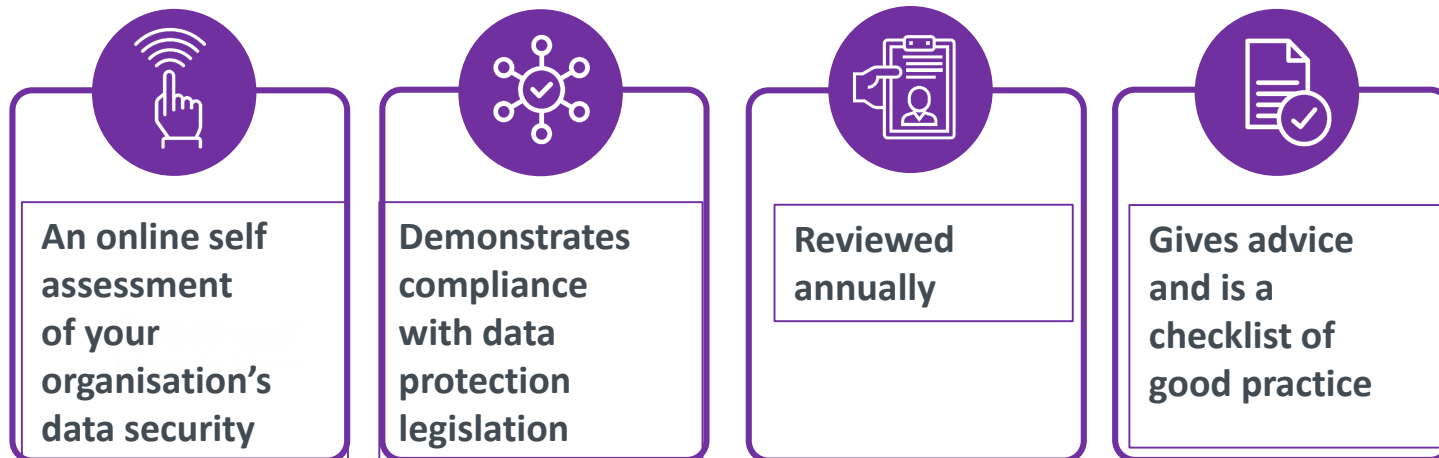 An online self
assessment
of your
organisation’s
data security
Demonstrates
compliance
with data
protection
legislation
Reviewed
annually
Gives advice
and is a
checklist of
good practice